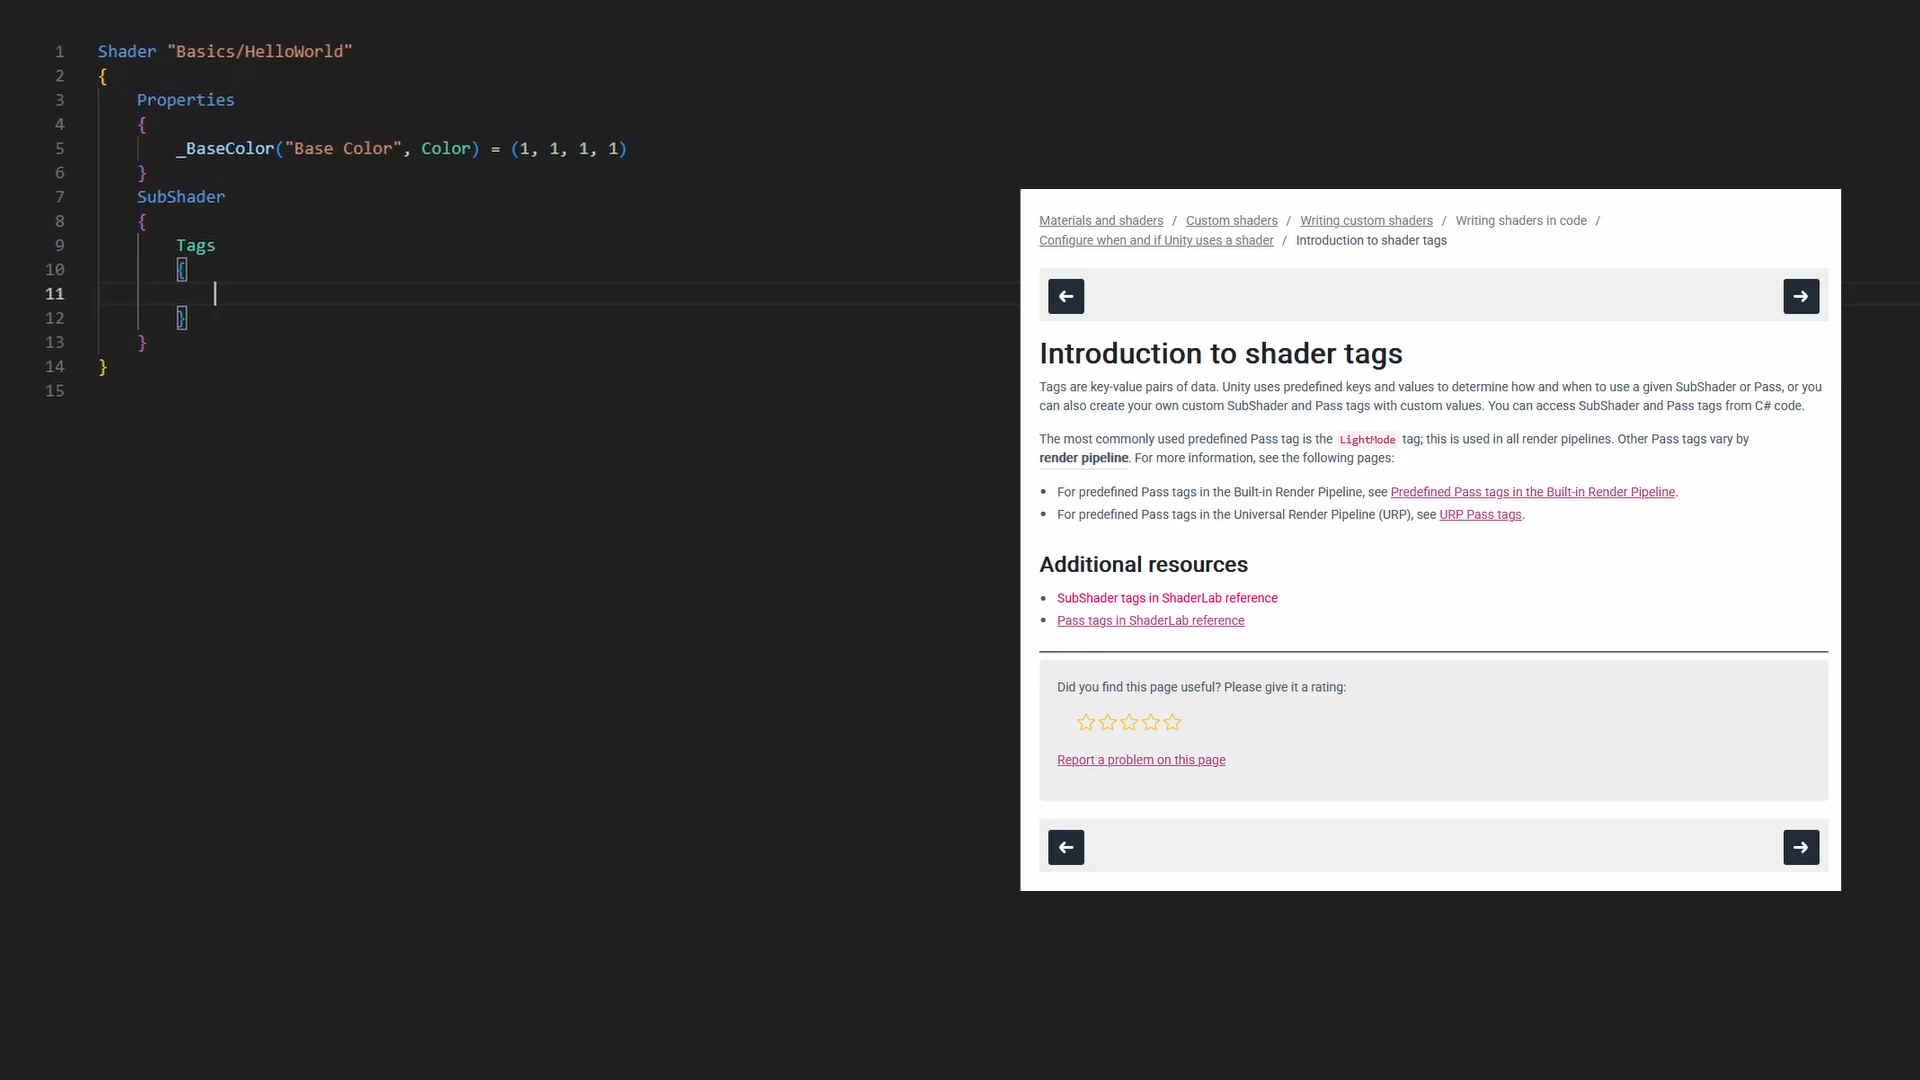 1 Shader "Basics/HelloWorld"
2 {
3 Properties
4 {
5 _BaseColor("Base Color", Color) = (1, 1, 1, 1)
6 }
7 SubShader
8 {
9 Tags
10 {
11
12 }
13 }
14 }
15
Materials and shaders / Custom shaders / Writing custom shaders / Writing shaders in code /
Configure when and if Unity uses a shader / Introduction to shader tags
Introduction to shader tags
Tags are key-value pairs of data. Unity uses predefined keys and values to determine how and when to use a given SubShader or Pass, or you
can also create your own custom SubShader and Pass tags with custom values. You can access SubShader and Pass tags from C# code.
The most commonly used predefined Pass tag is the LightMode tag; this is used in all render pipelines. Other Pass tags vary by
render pipeline. For more information, see the following pages:
• For predefined Pass tags in the Built-in Render Pipeline, see Predefined Pass tags in the Built-in Render Pipeline.
• For predefined Pass tags in the Universal Render Pipeline (URP), see URP Pass tags.
Additional resources
• SubShader tags in ShaderLab reference
• Pass tags in ShaderLab reference
Did you find this page useful? Please give it a rating:
Report a problem on this page